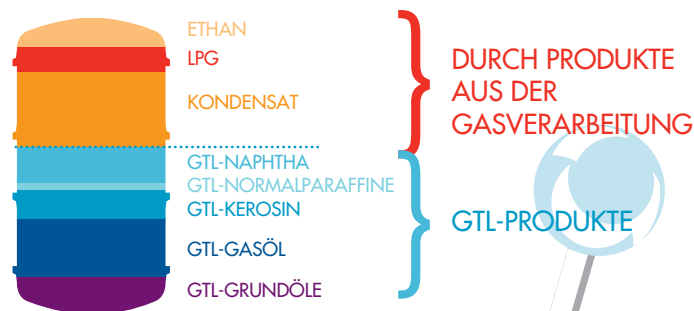 ETHAN
LPG
KONDENSAT
DURCH PRODUKTE
AUS DER
GASVERARBEITUNG
GTL-NAPHTHA
GTL-NORMALPARAFFINE
GTL-KEROSIN
GTL-GASÖL
GTL-GRUNDÖLE
GTL-PRODUKTE